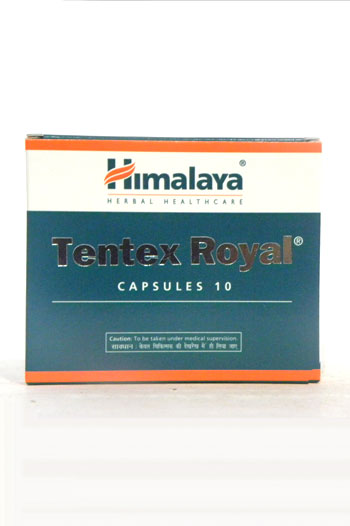 Himalaya®
HERBAL HEALTHCARE
Tentex Royal®
CAPSULES 10
Caution: To be taken under medical supervision.
सावधान : केवल चिकित्सक की देखरेख में ही लिया जाए